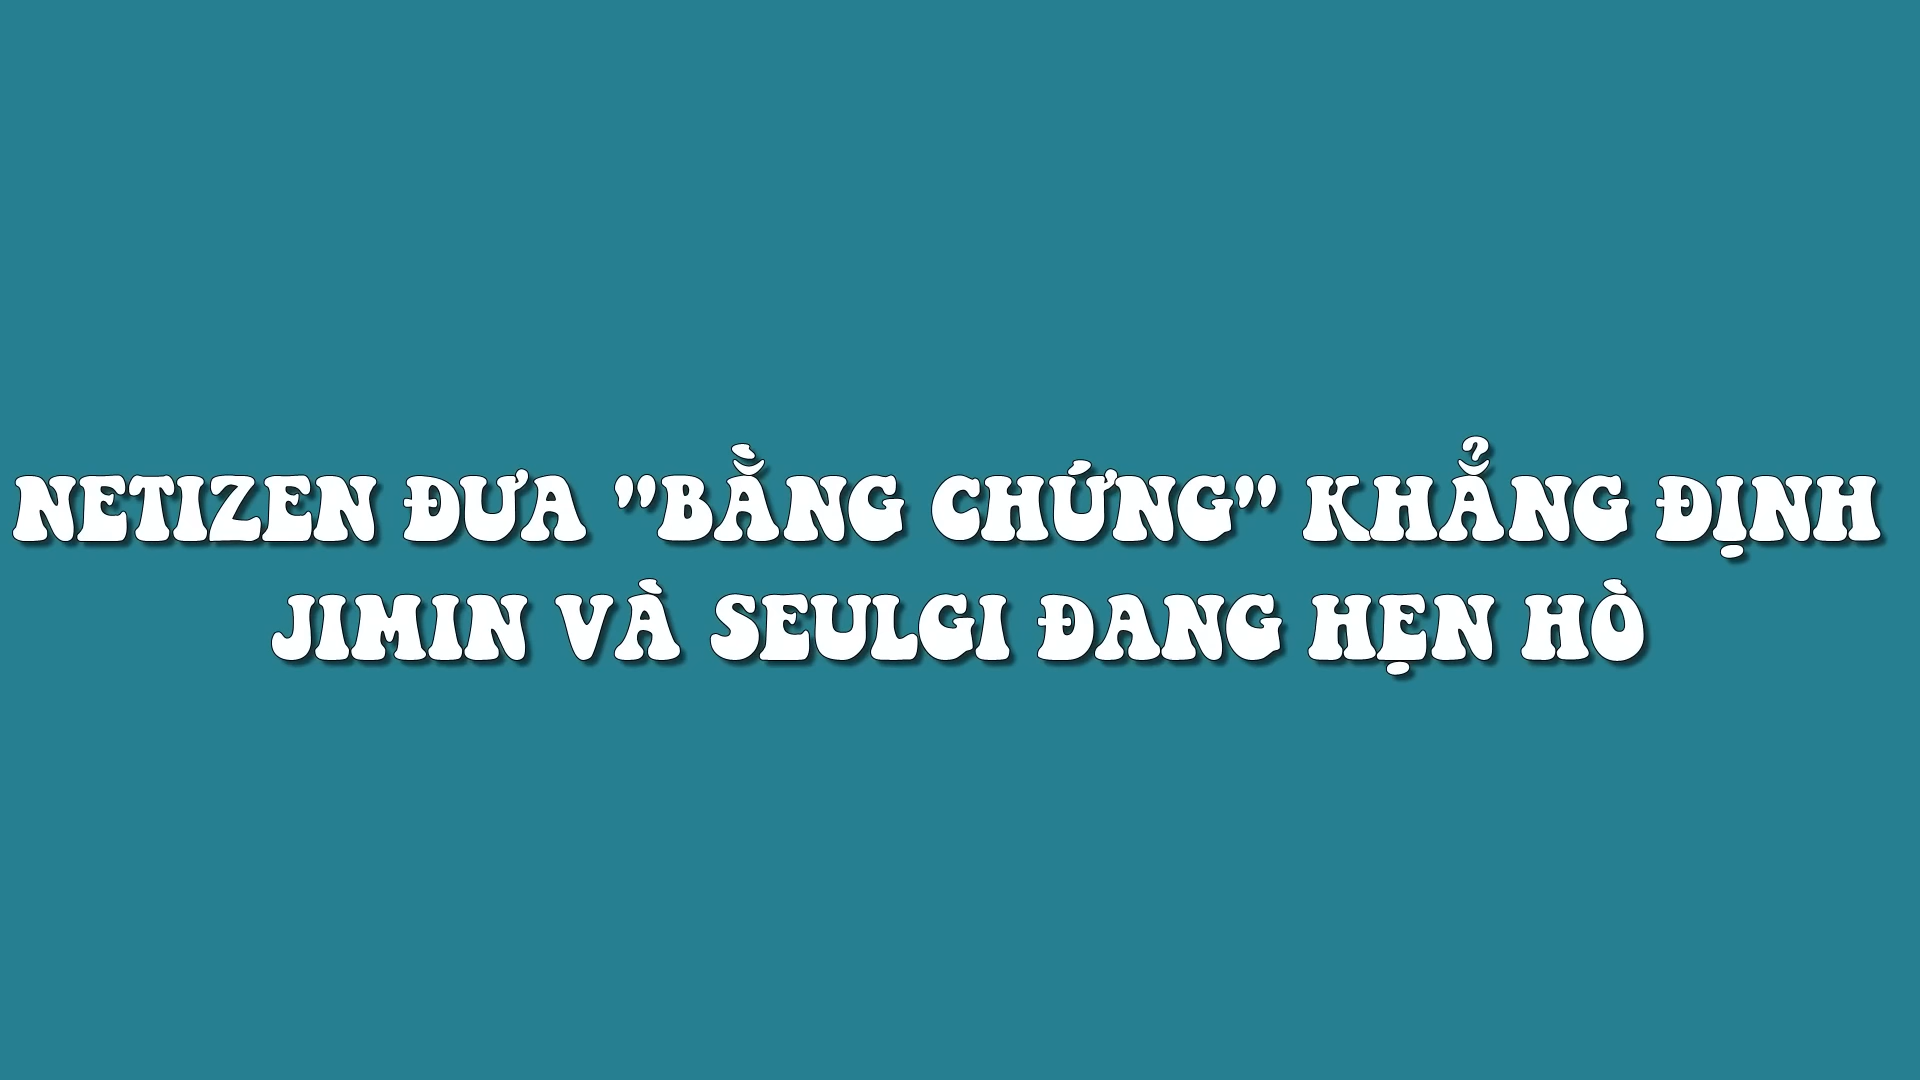 NETIZEN ĐƯA "BẰNG CHỨNG" KHẲNG ĐỊNH
JIMIN VÀ SEULGI ĐANG HẸN HÒ